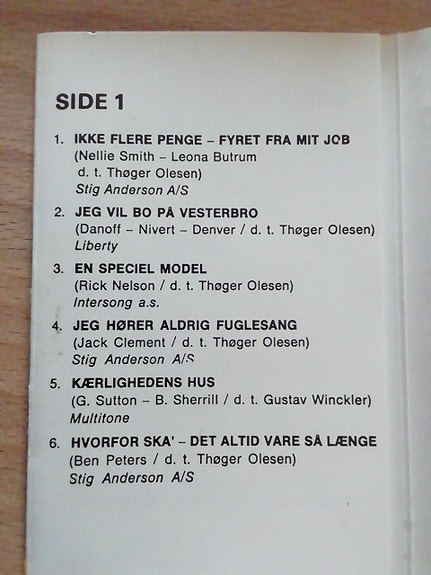 SIDE 1
1. IKKE FLERE PENGE – FYRET FRA MIT JOB
(Nellie Smith – Leona Butrum
d. t. Thøger Olesen)
Stig Anderson A/S
2. JEG VIL BO PÅ VESTERBRO
(Danoff – Nivert – Denver / d. t. Thøger Olesen)
Liberty
3. EN SPECIEL MODEL
(Rick Nelson / d. t. Thøger Olesen)
Intersong a.s.
4. JEG HØRER ALDRIG FUGLESANG
(Jack Clement / d. t. Thøger Olesen)
Stig Anderson A/S
5. KÆRLIGHEDENS HUS
(G. Sutton – B. Sherrill / d. t. Gustav Winckler)
Multitone
6. HVORFOR SKA' – DET ALTID VARE SÅ LÆNGE
(Ben Peters / d. t. Thøger Olesen)
Stig Anderson A/S